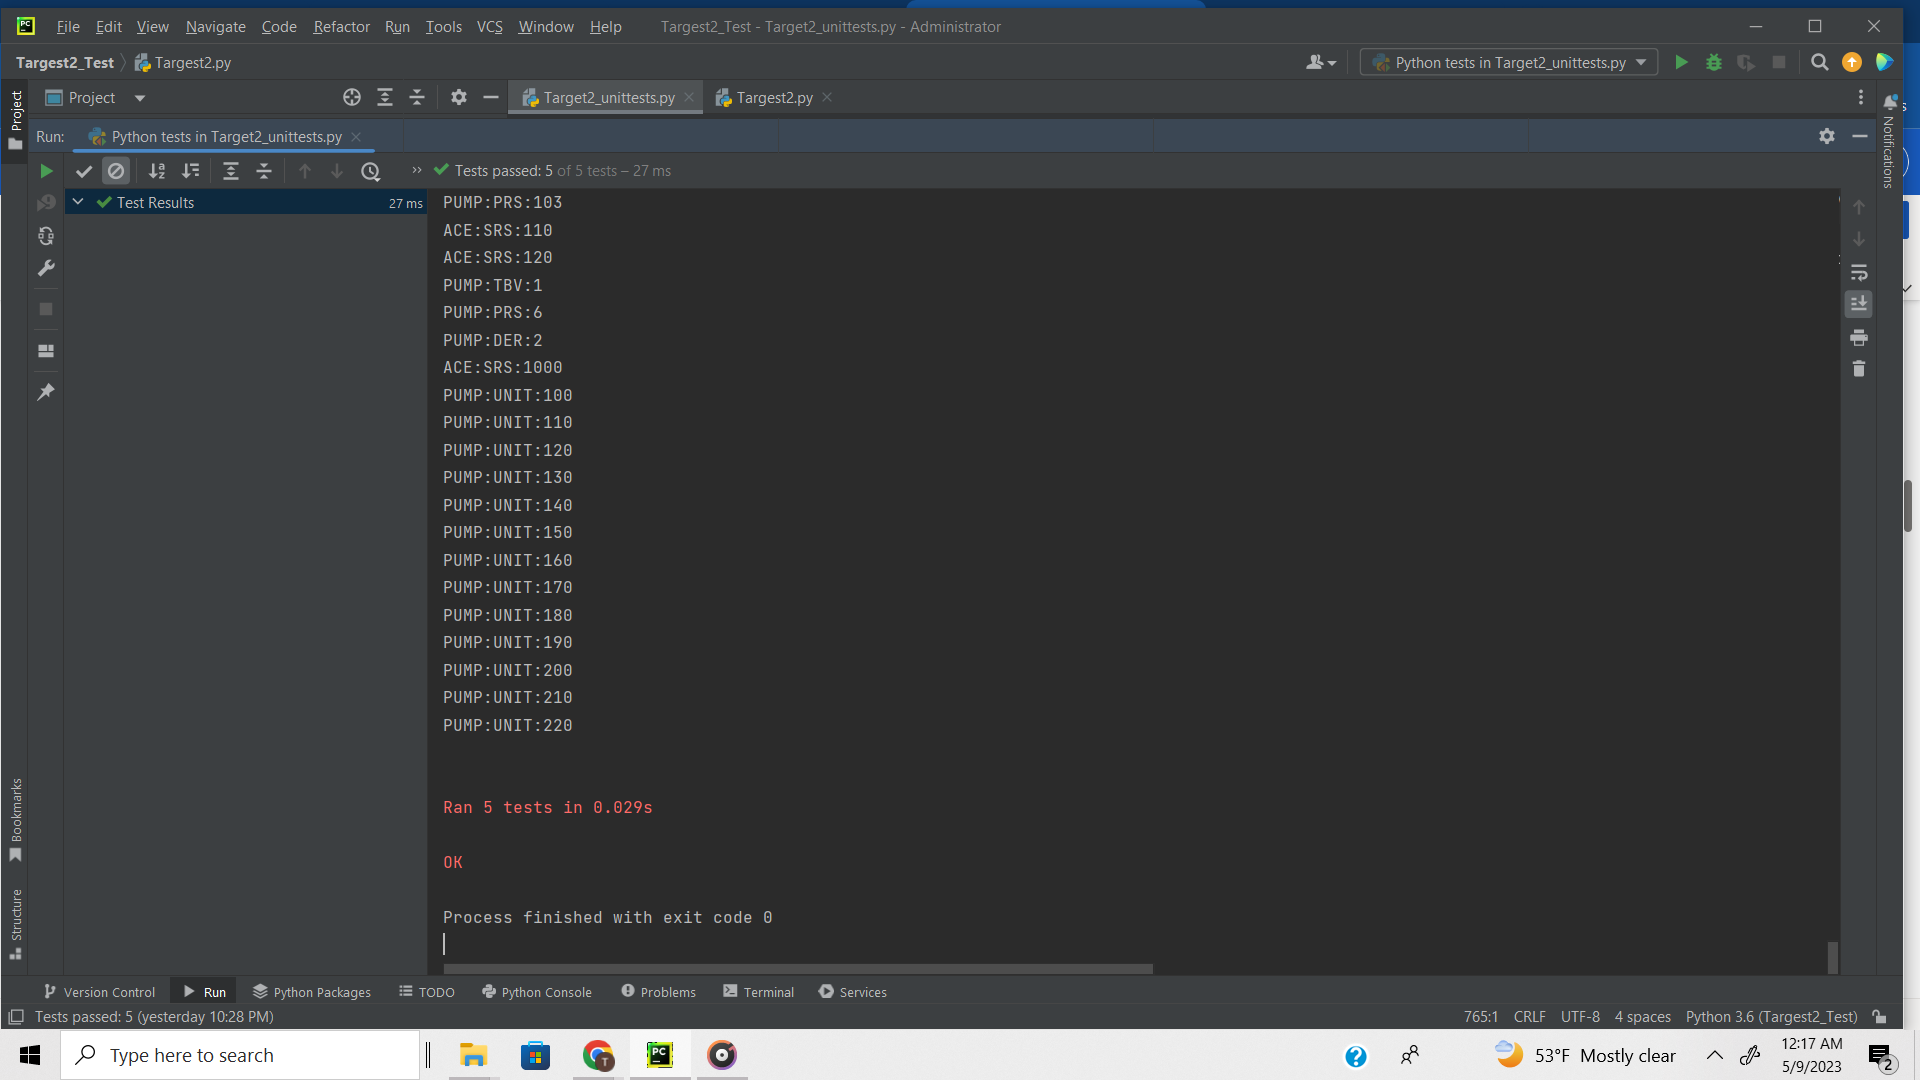 PC File Edit View Navigate Code Refactor Run Tools VCS Window Help Targest2_Test - Target2_unittests.py - Administrator
Targest2_Test Targest2.py Python tests in Target2_unittests.py
Project Project Target2_unittests.py Targest2.py
Run: Python tests in Target2_unittests.py
Notifications
Tests passed: 5 of 5 tests – 27 ms
Test Results 27 ms
PUMP:PRS:103
ACE:SRS:110
ACE:SRS:120
PUMP:TBV:1
PUMP:PRS:6
PUMP:DER:2
ACE:SRS:1000
PUMP:UNIT:100
PUMP:UNIT:110
PUMP:UNIT:120
PUMP:UNIT:130
PUMP:UNIT:140
PUMP:UNIT:150
PUMP:UNIT:160
PUMP:UNIT:170
PUMP:UNIT:180
PUMP:UNIT:190
PUMP:UNIT:200
PUMP:UNIT:210
PUMP:UNIT:220
Bookmarks
Ran 5 tests in 0.029s
OK
Structure
Process finished with exit code 0
Version Control Run Python Packages TODO Python Console Problems Terminal Services
Tests passed: 5 (yesterday 10:28 PM) 765:1 CRLF UTF-8 4 spaces Python 3.6 (Targest2_Test)
Type here to search T PC 53°F Mostly clear 12:17 AM
5/9/2023 2